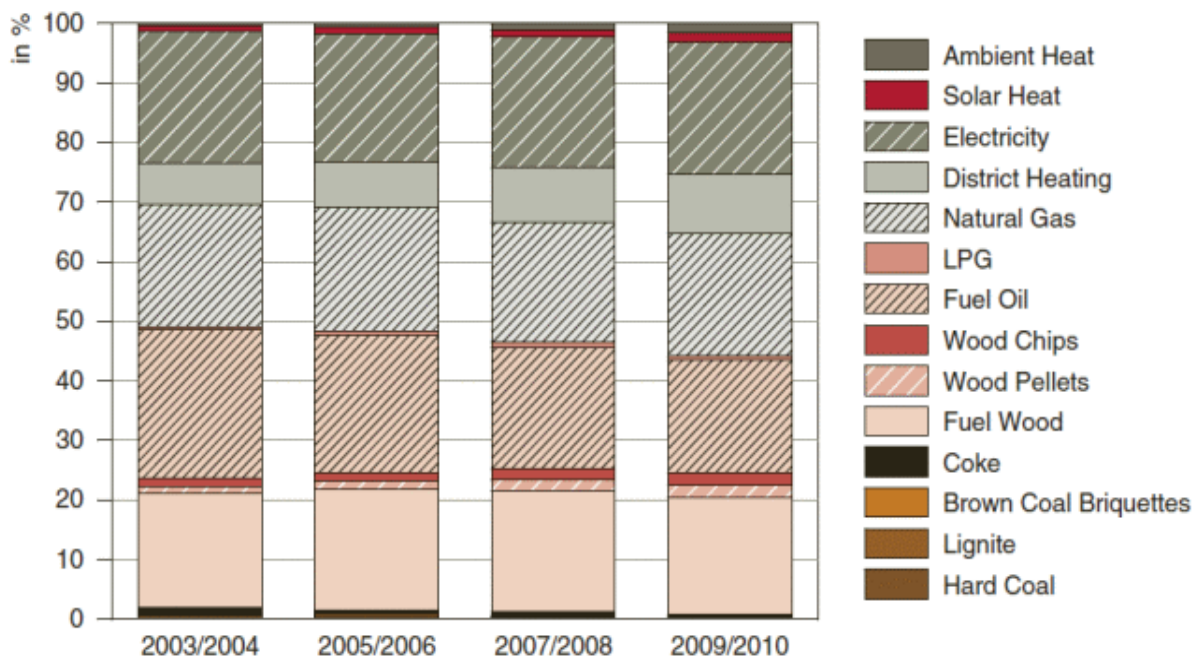 in %
100
90
80
70
60
50
40
30
20
10
0
2003/2004 2005/2006 2007/2008 2009/2010
Ambient Heat
Solar Heat
Electricity
District Heating
Natural Gas
LPG
Fuel Oil
Wood Chips
Wood Pellets
Fuel Wood
Coke
Brown Coal Briquettes
Lignite
Hard Coal